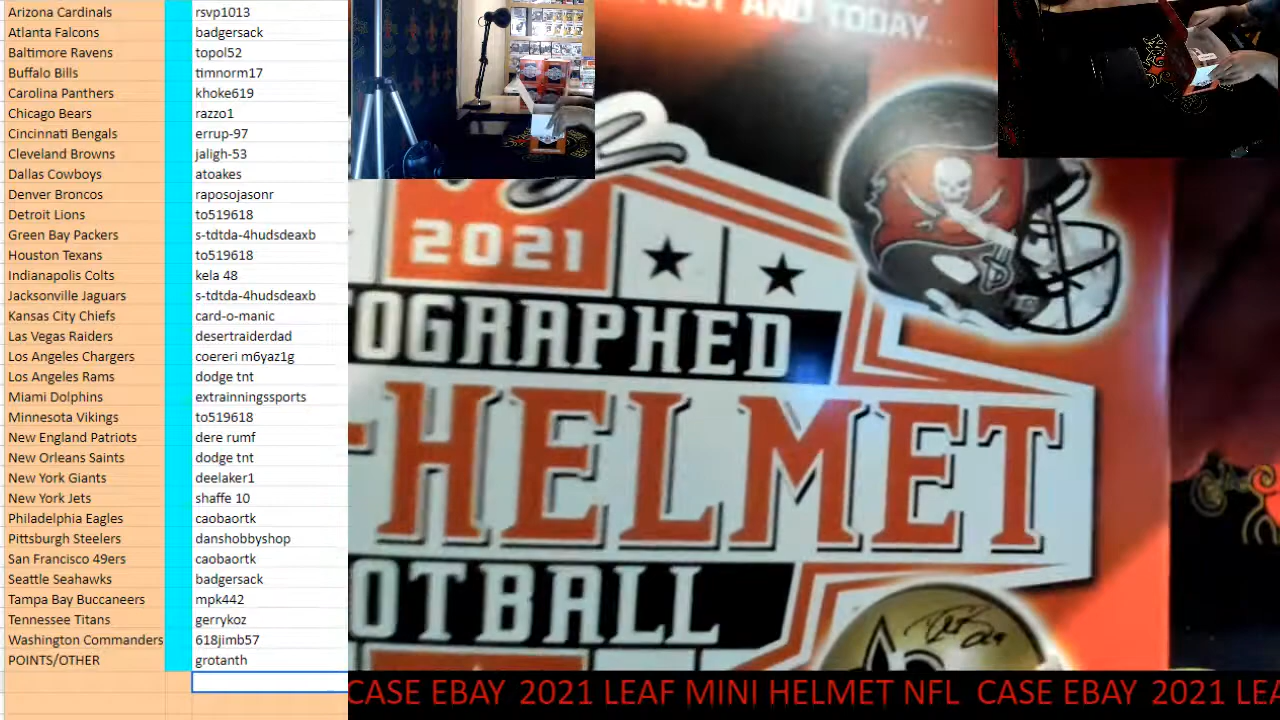 Arizona Cardinals rsvp1013
Atlanta Falcons badgersack
Baltimore Ravens topol52
Buffalo Bills timnorm17
Carolina Panthers khoke619
Chicago Bears razzo1
Cincinnati Bengals errup-97
Cleveland Browns jaligh-53
Dallas Cowboys atoakes
Denver Broncos raposojasonr
Detroit Lions to519618
Green Bay Packers s-tdtda-4hudsdeaxb
Houston Texans to519618
Indianapolis Colts kela 48
Jacksonville Jaguars s-tdtda-4hudsdeaxb
Kansas City Chiefs card-o-manic
Las Vegas Raiders desertraiderdad
Los Angeles Chargers coereri m6yaz1g
Los Angeles Rams dodge tnt
Miami Dolphins extrainningssports
Minnesota Vikings to519618
New England Patriots dere rumf
New Orleans Saints dodge tnt
New York Giants deelaker1
New York Jets shaffe 10
Philadelphia Eagles caobaortk
Pittsburgh Steelers danshobbyshop
San Francisco 49ers caobaortk
Seattle Seahawks badgersack
Tampa Bay Buccaneers mpk442
Tennessee Titans gerrykoz
Washington Commanders 618jimb57
POINTS/OTHER grotanth
AND TODAY...
2021
OGRAPHED
-HELMET
OTBALL
CASE EBAY 2021 LEAF MINI HELMET NFL CASE EBAY 2021 LEA